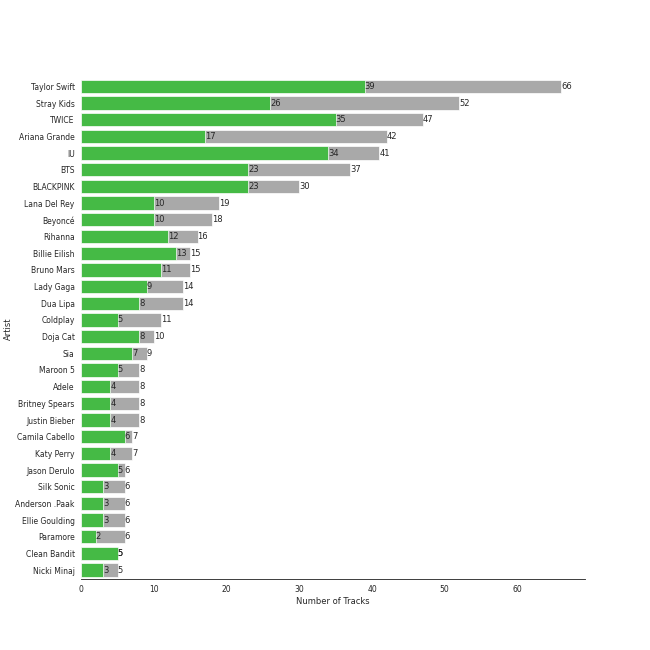 Taylor Swift 39 66
Stray Kids 26 52
TWICE 35 47
Ariana Grande 17 42
IU 34 41
BTS 23 37
BLACKPINK 23 30
Lana Del Rey 10 19
Beyoncé 10 18
Rihanna 12 16
Billie Eilish 13 15
Bruno Mars 11 15
Lady Gaga 9 14
Dua Lipa 8 14
Coldplay 5 11
Doja Cat 8 10
Sia 7 9
Maroon 5 5 8
Adele 4 8
Britney Spears 4 8
Justin Bieber 4 8
Camila Cabello 6 7
Katy Perry 4 7
Jason Derulo 5 6
Silk Sonic 3 6
Anderson .Paak 3 6
Ellie Goulding 3 6
Paramore 2 6
Clean Bandit 5 5
Nicki Minaj 3 5
Artist
0 10 20 30 40 50 60
Number of Tracks